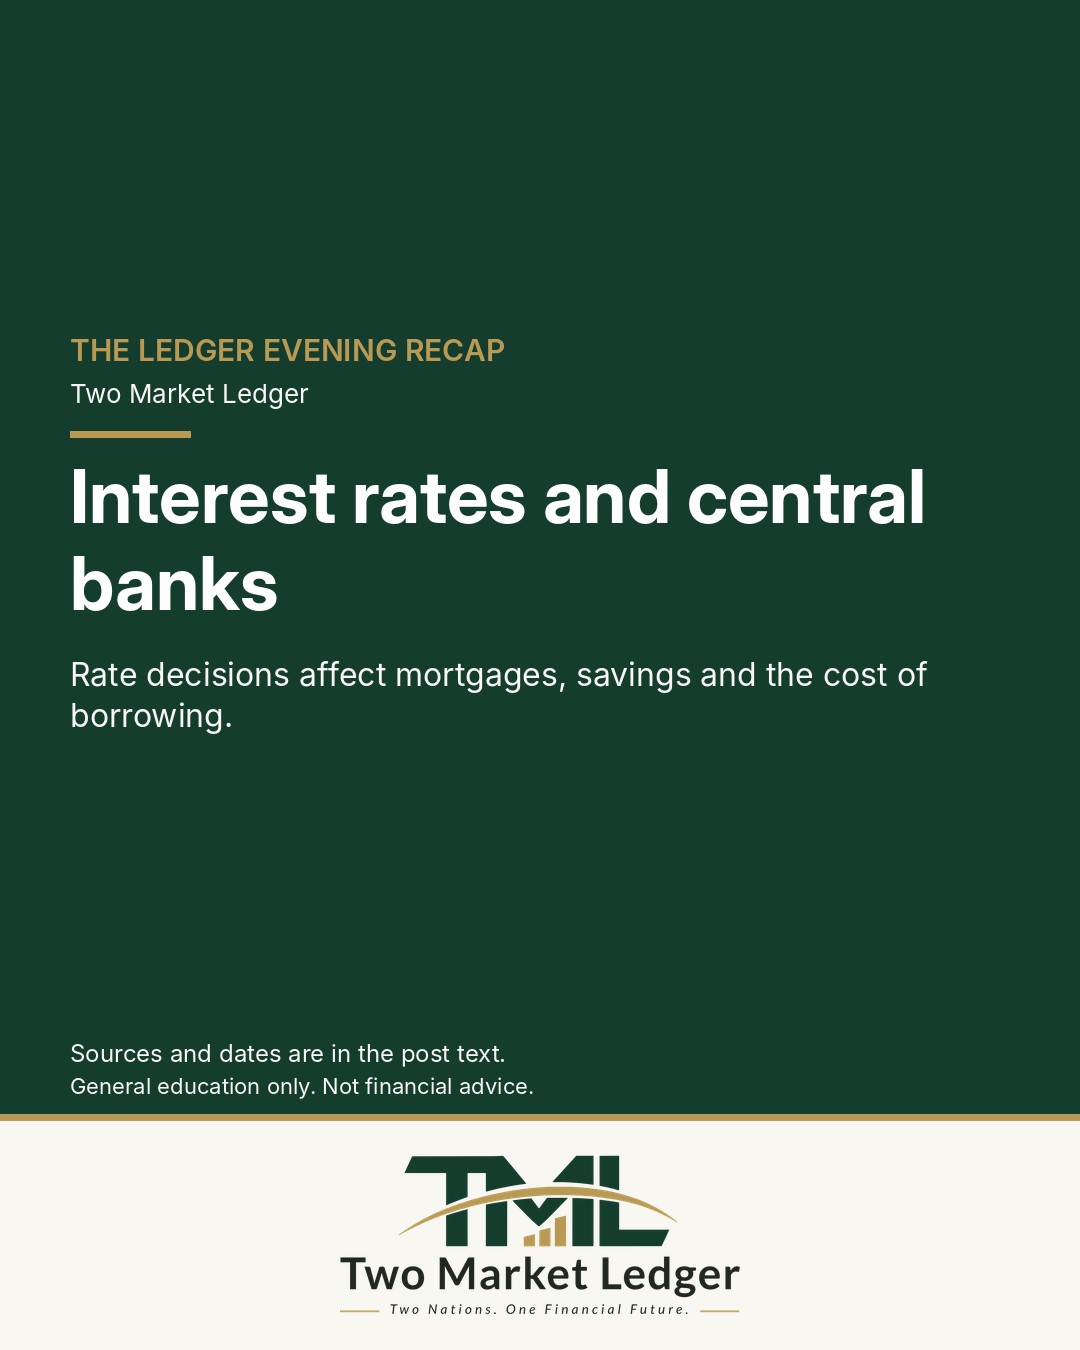 THE LEDGER EVENING RECAP
Two Market Ledger
Interest rates and central
banks
Rate decisions affect mortgages, savings and the cost of
borrowing.
Sources and dates are in the post text.
General education only. Not financial advice.
TML
Two Market Ledger
Two Nations. One Financial Future.